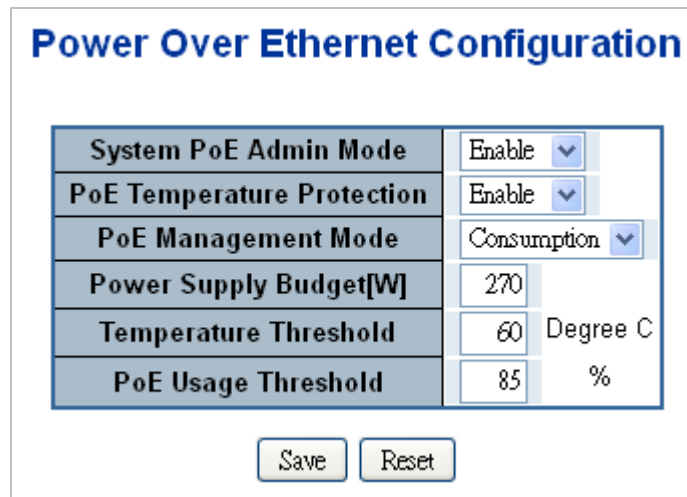 Power Over Ethernet Configuration
System PoE Admin Mode Enable
PoE Temperature Protection Enable
PoE Management Mode Consumption
Power Supply Budget[W] 270
Temperature Threshold 60 Degree C
PoE Usage Threshold 85 %
Save Reset